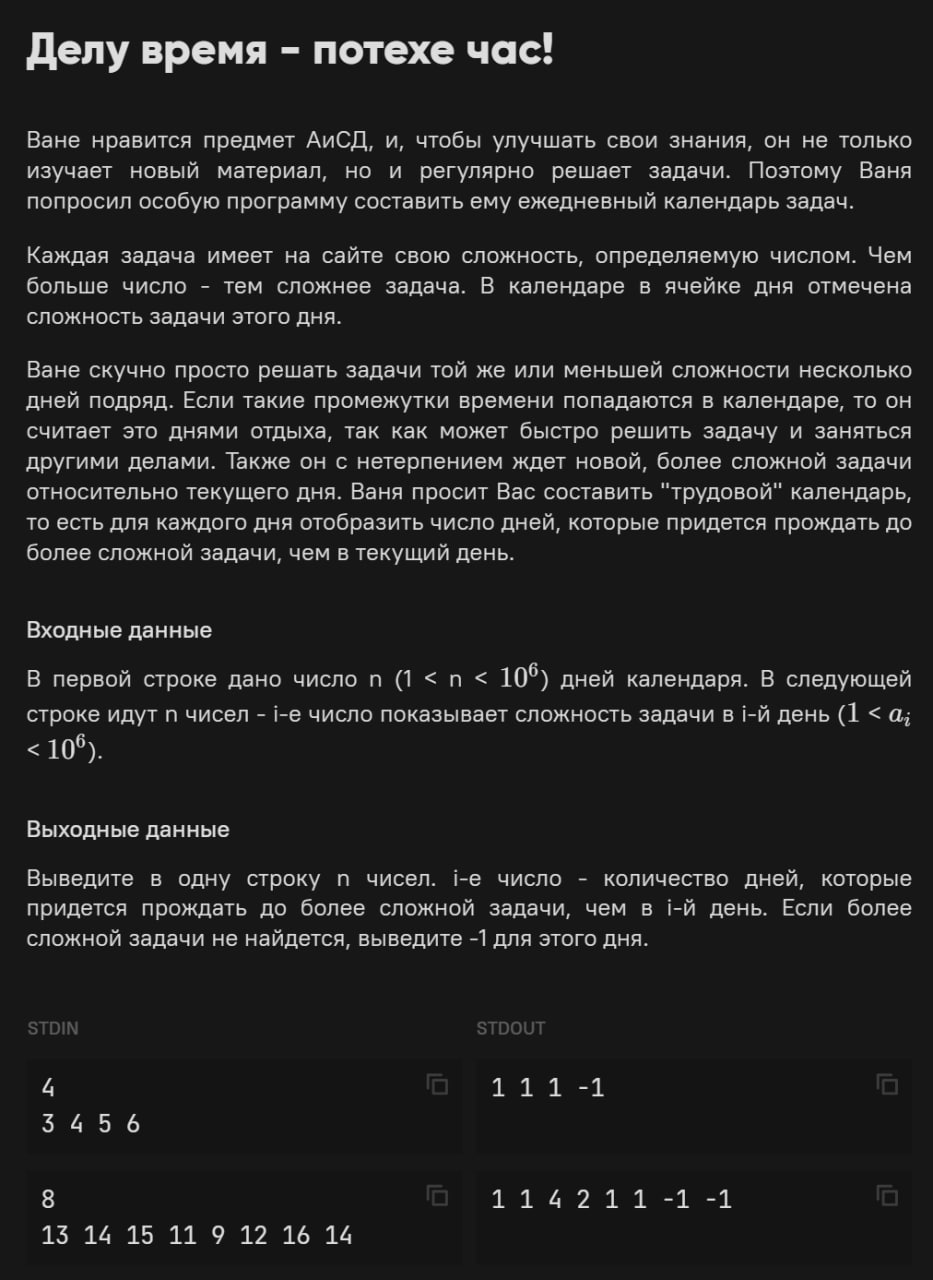 Делу время - потехе час!
Ване нравится предмет АиСД, и, чтобы улучшать свои знания, он не только
изучает новый материал, но и регулярно решает задачи. Поэтому Ваня
попросил особую программу составить ему ежедневный календарь задач.
Каждая задача имеет на сайте свою сложность, определяемую числом. Чем
больше число - тем сложнее задача. В календаре в ячейке дня отмечена
сложность задачи этого дня.
Ване скучно просто решать задачи той же или меньшей сложности несколько
дней подряд. Если такие промежутки времени попадаются в календаре, то он
считает это днями отдыха, так как может быстро решить задачу и заняться
другими делами. Также он с нетерпением ждет новой, более сложной задачи
относительно текущего дня. Ваня просит Вас составить "трудовой" календарь,
то есть для каждого дня отобразить число дней, которые придется прождать до
более сложной задачи, чем в текущий день.
Входные данные
В первой строке дано число n (1 < n < 10⁶) дней календаря. В следующей
строке идут n чисел - i-е число показывает сложность задачи в i-й день (1 < aᵢ
< 10⁶).
Выходные данные
Выведите в одну строку n чисел. i-е число - количество дней, которые
придется прождать до более сложной задачи, чем в i-й день. Если более
сложной задачи не найдется, выведите -1 для этого дня.
STDIN STDOUT
4
3 4 5 6
1 1 1 -1
8
13 14 15 11 9 12 16 14
1 1 4 2 1 1 -1 -1